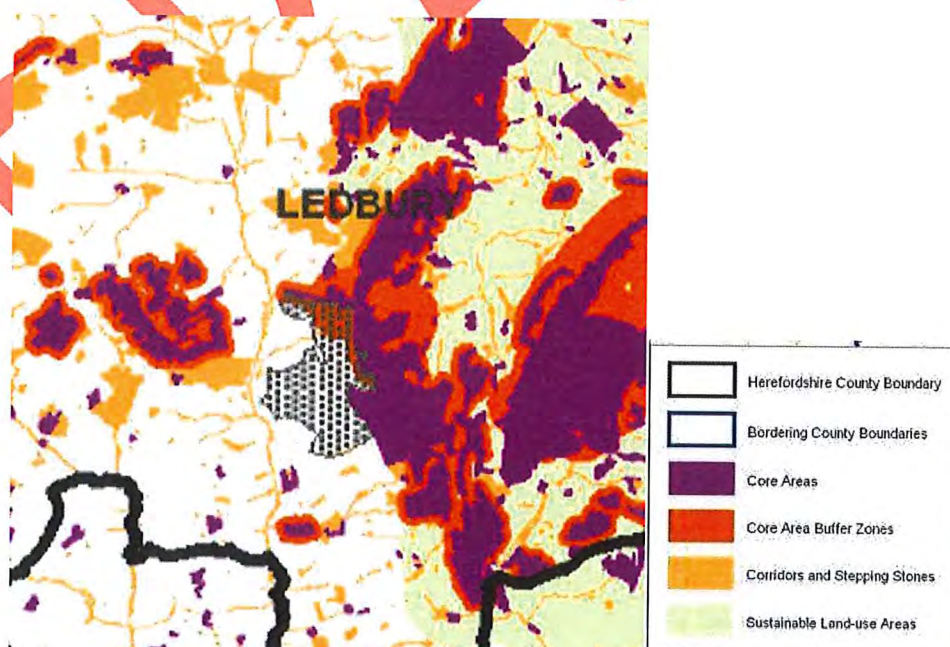 LEDBURY
Herefordshire County Boundary
Bordering County Boundaries
Core Areas
Core Area Buffer Zones
Corridors and Stepping Stones
Sustainable Land-use Areas